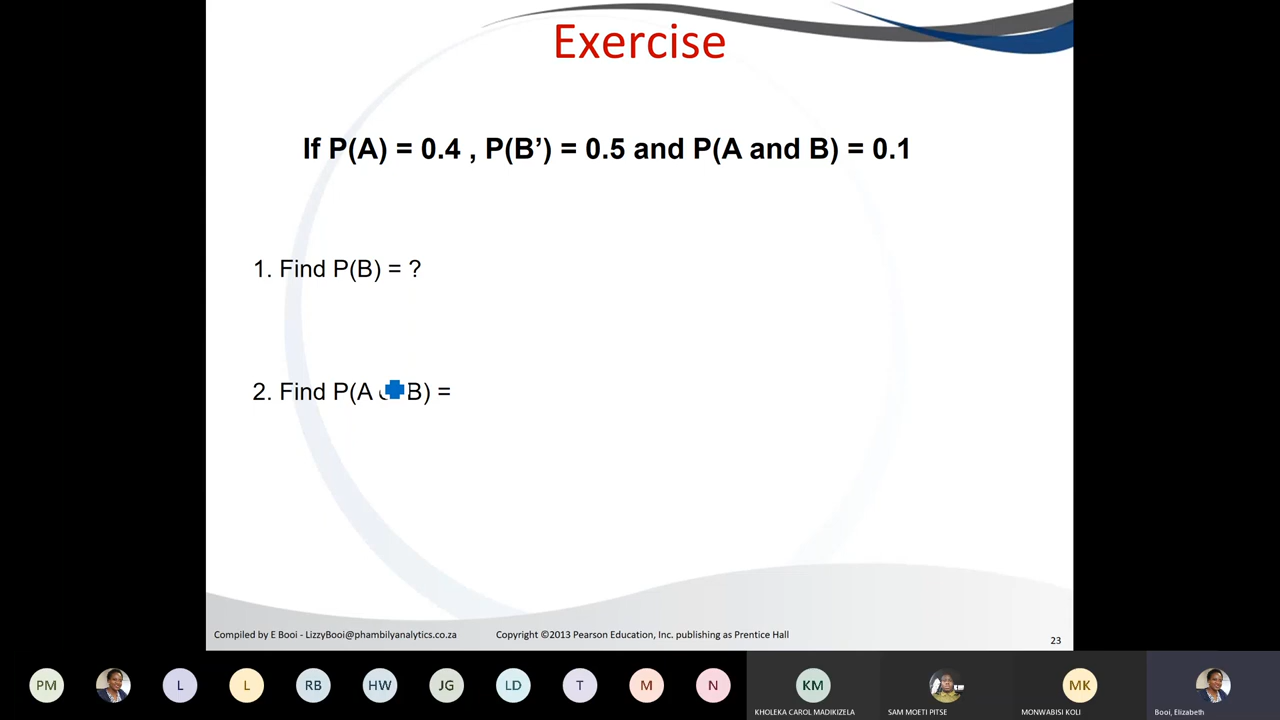 Exercise
If P(A) = 0.4 , P(B’) = 0.5 and P(A and B) = 0.1
1. Find P(B) = ?
2. Find P(A B) =
Compiled by E Booi - LizzyBooi@phambilyanalytics.co.za Copyright ©2013 Pearson Education, Inc. publishing as Prentice Hall
23
PM L L RB HW JG LD T M N KM MK
KHOLEKA CAROL MADIKIZELA SAM MOETI PITSE MONWABISI KOLI Booi, Elizabeth